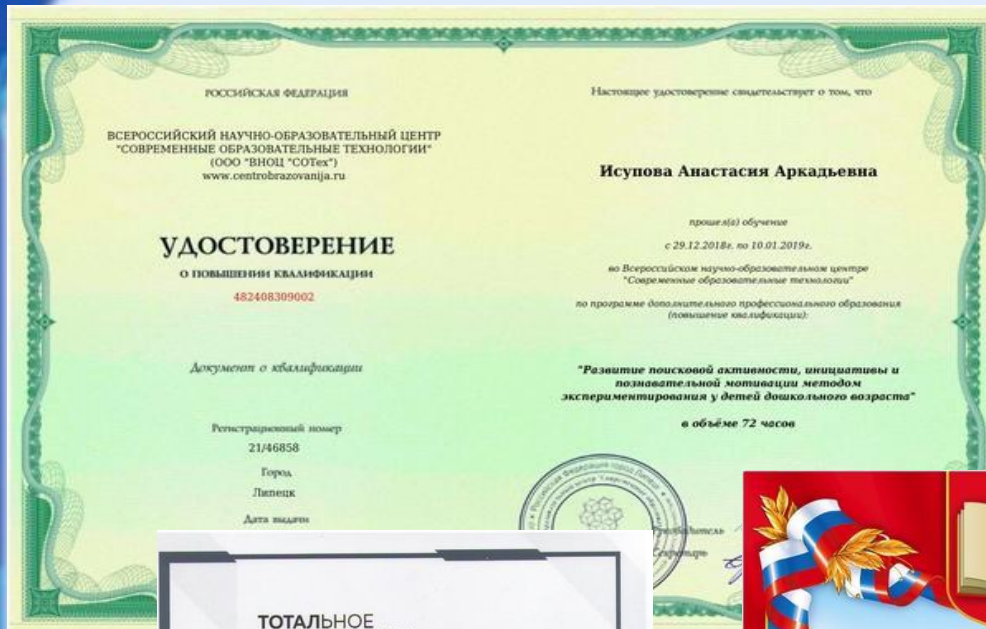 РОССИЙСКАЯ ФЕДЕРАЦИЯ
ВСЕРОССИЙСКИЙ НАУЧНО-ОБРАЗОВАТЕЛЬНЫЙ ЦЕНТР
"СОВРЕМЕННЫЕ ОБРАЗОВАТЕЛЬНЫЕ ТЕХНОЛОГИИ"
(ООО "ВНОЦ "СОТех")
www.centrobrazovanija.ru
УДОСТОВЕРЕНИЕ
О ПОВЫШЕНИИ КВАЛИФИКАЦИИ
482408309002
Документ о квалификации
Регистрационный номер
21/46858
Город
Липецк
Дата выдачи
Настоящее удостоверение свидетельствует о том, что
Исупова Анастасия Аркадьевна
прошел(а) обучение
с 29.12.2018г. по 10.01.2019г.
во Всероссийском научно-образовательном центре
"Современные образовательные технологии"
по программе дополнительного профессионального образования
(повышение квалификации):
"Развитие поисковой активности, инициативы и
познавательной мотивации методом
экспериментирования у детей дошкольного возраста"
в объёме 72 часов
Секретарь
ТОТАЛЬНОЕ